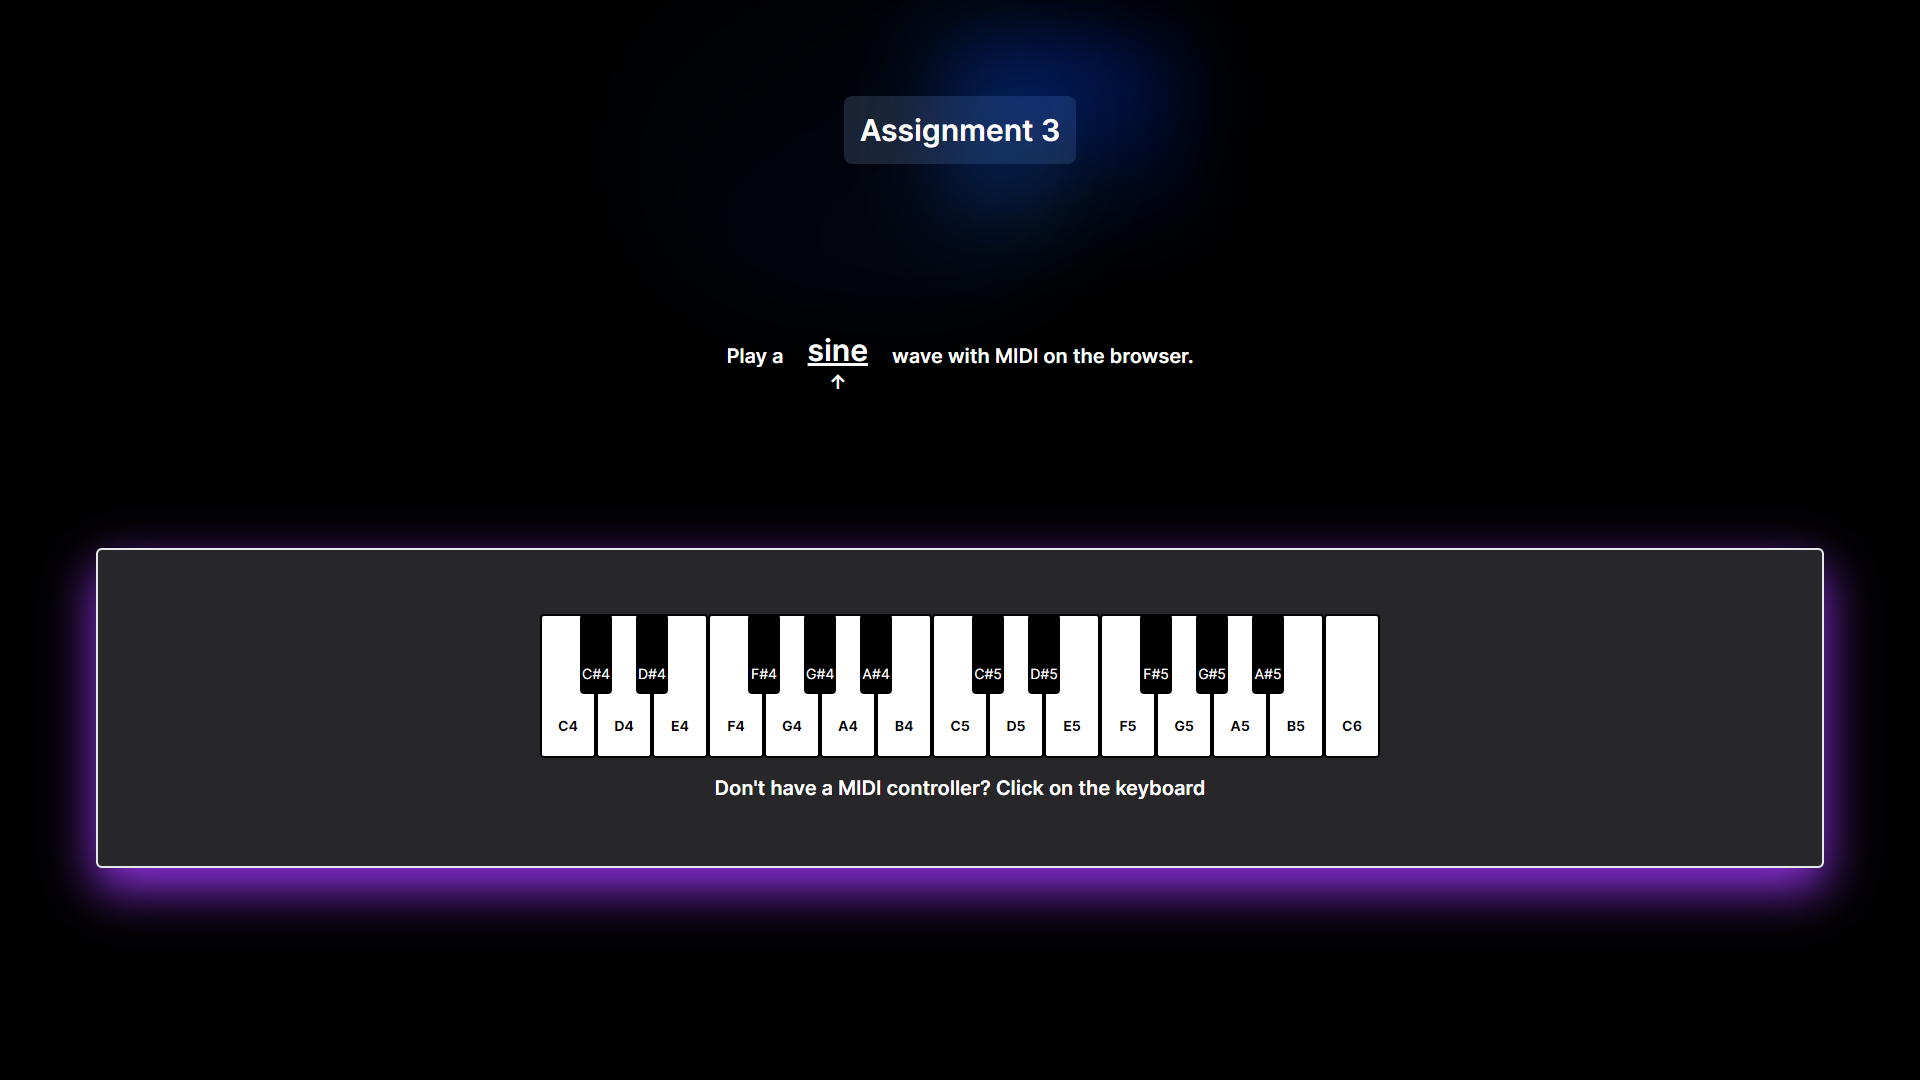 Assignment 3
Play a sine wave with MIDI on the browser.
↑
C#4 D#4 F#4 G#4 A#4 C#5 D#5 F#5 G#5 A#5
C4 D4 E4 F4 G4 A4 B4 C5 D5 E5 F5 G5 A5 B5 C6
Don't have a MIDI controller? Click on the keyboard